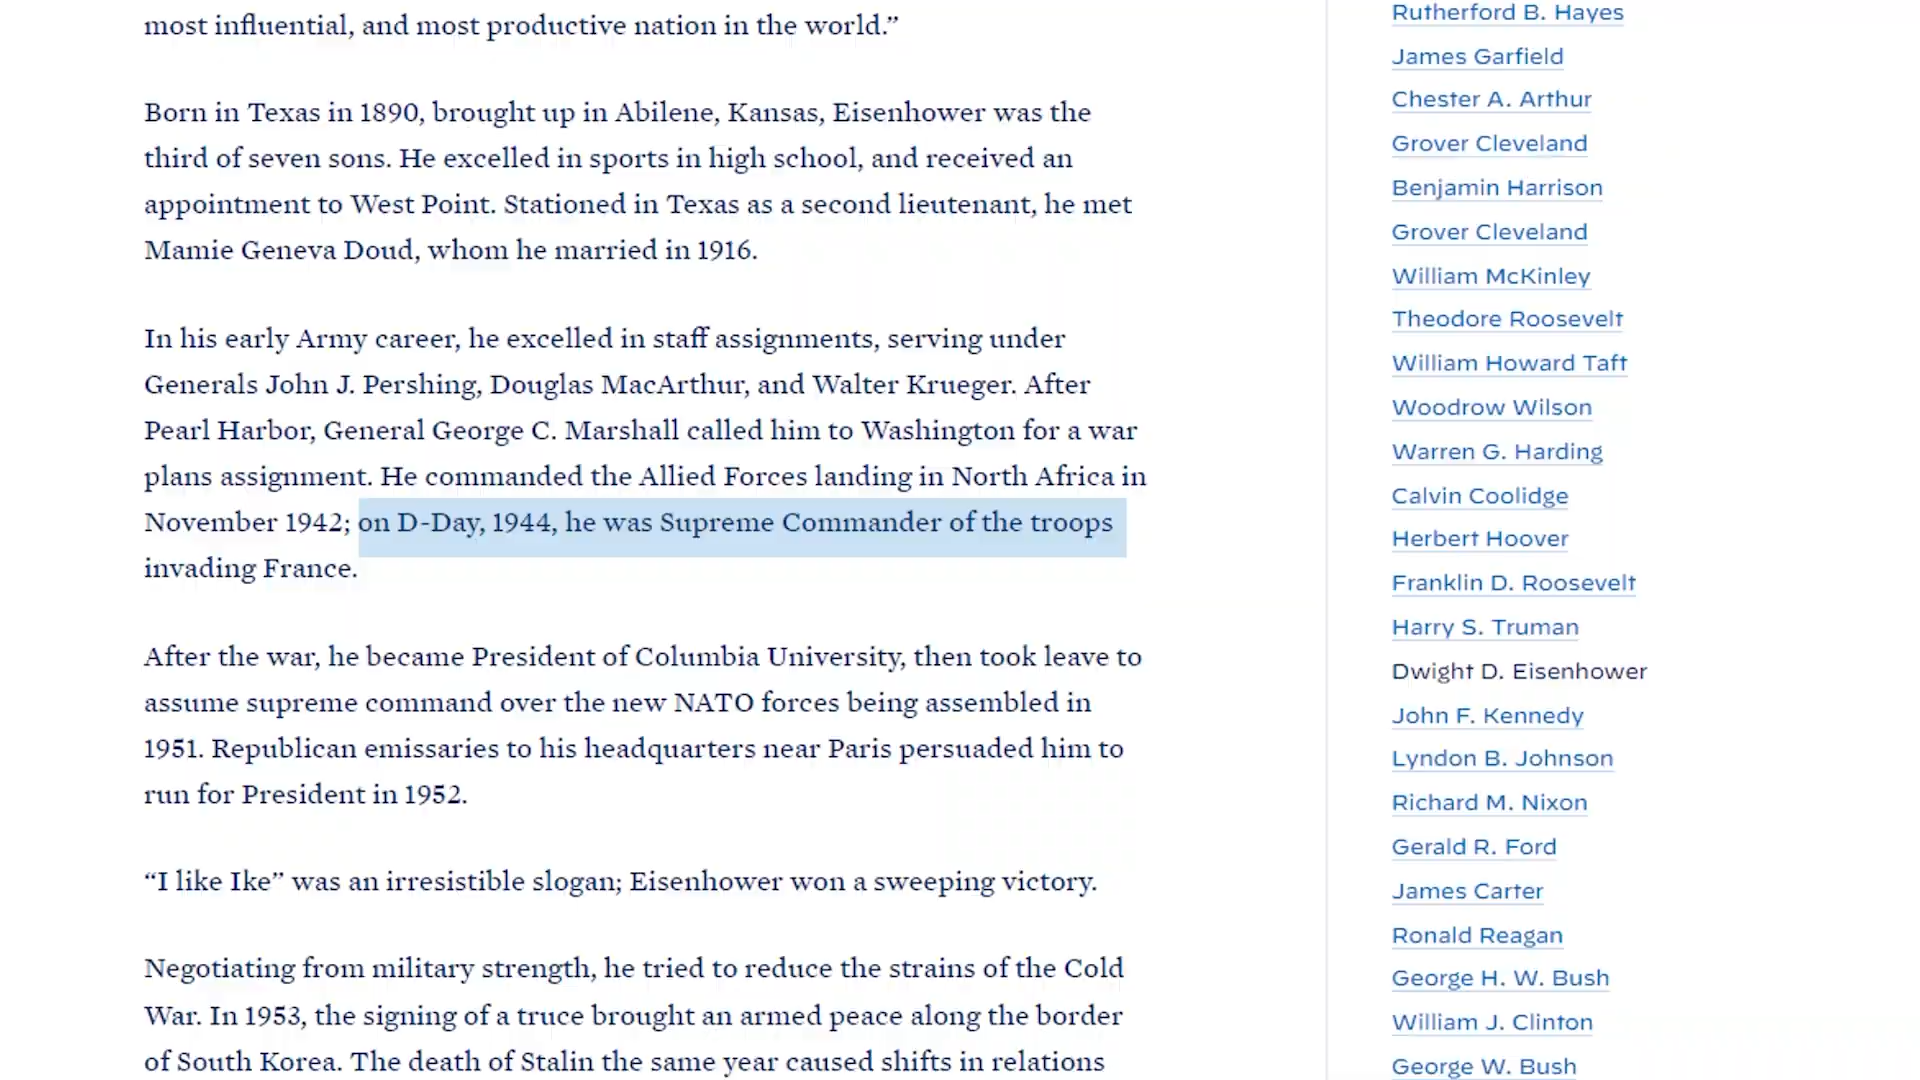 most influential, and most productive nation in the world.”
Born in Texas in 1890, brought up in Abilene, Kansas, Eisenhower was the
third of seven sons. He excelled in sports in high school, and received an
appointment to West Point. Stationed in Texas as a second lieutenant, he met
Mamie Geneva Doud, whom he married in 1916.
In his early Army career, he excelled in staff assignments, serving under
Generals John J. Pershing, Douglas MacArthur, and Walter Krueger. After
Pearl Harbor, General George C. Marshall called him to Washington for a war
plans assignment. He commanded the Allied Forces landing in North Africa in
November 1942; on D-Day, 1944, he was Supreme Commander of the troops
invading France.
After the war, he became President of Columbia University, then took leave to
assume supreme command over the new NATO forces being assembled in
1951. Republican emissaries to his headquarters near Paris persuaded him to
run for President in 1952.
“I like Ike” was an irresistible slogan; Eisenhower won a sweeping victory.
Negotiating from military strength, he tried to reduce the strains of the Cold
War. In 1953, the signing of a truce brought an armed peace along the border
of South Korea. The death of Stalin the same year caused shifts in relations
Rutherford B. Hayes
James Garfield
Chester A. Arthur
Grover Cleveland
Benjamin Harrison
Grover Cleveland
William McKinley
Theodore Roosevelt
William Howard Taft
Woodrow Wilson
Warren G. Harding
Calvin Coolidge
Herbert Hoover
Franklin D. Roosevelt
Harry S. Truman
Dwight D. Eisenhower
John F. Kennedy
Lyndon B. Johnson
Richard M. Nixon
Gerald R. Ford
James Carter
Ronald Reagan
George H. W. Bush
William J. Clinton
George W. Bush